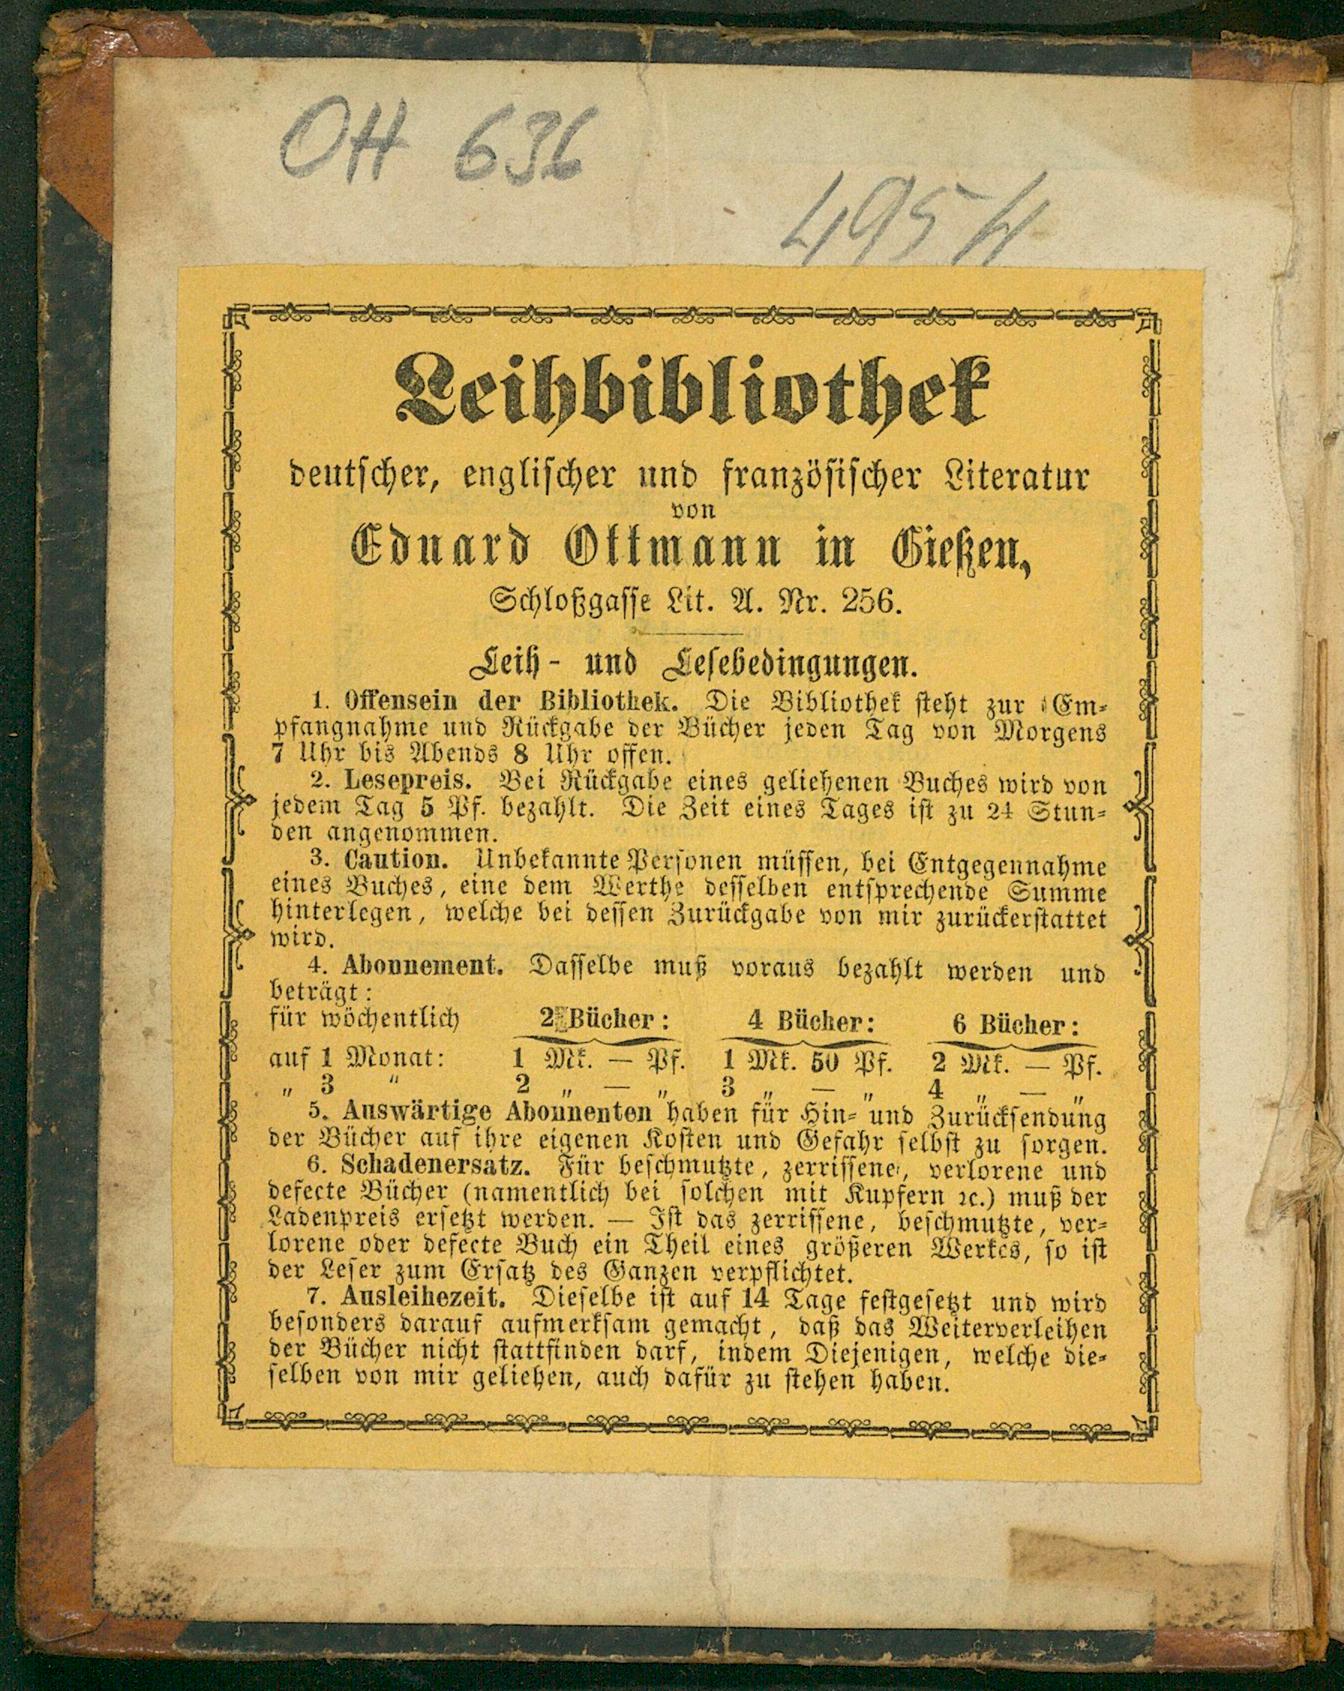 OH 636
495 H
Leihbibliothek
deutscher, englischer und französischer Literatur
von
Eduard Ottmann in Gießen,
Schloßgasse Lit. A. Nr. 256.
Leih- und Lesebedingungen.
1. Offensein der Bibliothek. Die Bibliothek steht zur Em-
pfangnahme und Rückgabe der Bücher jeden Tag von Morgens
7 Uhr bis Abends 8 Uhr offen.
2. Lesepreis. Bei Rückgabe eines geliehenen Buches wird von
jedem Tag 5 Pf. bezahlt. Die Zeit eines Tages ist zu 24 Stun-
den angenommen.
3. Caution. Unbekannte Personen müssen, bei Entgegennahme
eines Buches, eine dem Werthe desselben entsprechende Summe
hinterlegen, welche bei dessen Zurückgabe von mir zurückerstattet
wird.
4. Abonnement. Dasselbe muß voraus bezahlt werden und
beträgt:
für wöchentlich 2 Bücher: 4 Bücher: 6 Bücher:
auf 1 Monat: 1 Mk. — Pf. 1 Mk. 50 Pf. 2 Mk. — Pf.
„ 3 „ 2 „ — „ 3 „ — „ 4 „ — „
5. Auswärtige Abonnenten haben für Hin- und Zurücksendung
der Bücher auf ihre eigenen Kosten und Gefahr selbst zu sorgen.
6. Schadenersatz. Für beschmutzte, zerrissene, verlorene und
defecte Bücher (namentlich bei solchen mit Kupfern ꝛc.) muß der
Ladenpreis ersetzt werden. — Ist das zerrissene, beschmutzte, ver-
lorene oder defecte Buch ein Theil eines größeren Werkes, so ist
der Leser zum Ersatz des Ganzen verpflichtet.
7. Ausleihezeit. Dieselbe ist auf 14 Tage festgesetzt und wird
besonders darauf aufmerksam gemacht, daß das Weiterverleihen
der Bücher nicht stattfinden darf, indem Diejenigen, welche die-
selben von mir geliehen, auch dafür zu stehen haben.